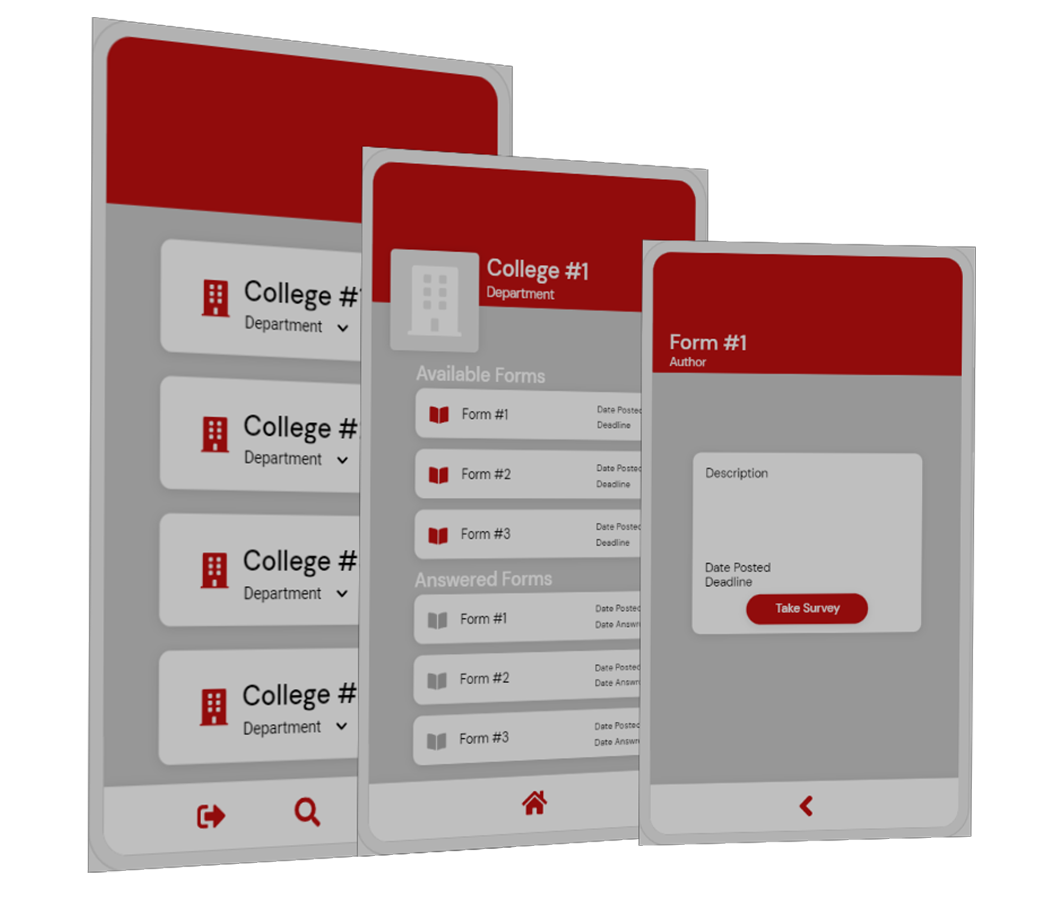 College #1
Department
College #
Department
College #
Department
College #
Department
College #1
Department
Available Forms
Form #1
Date Posted
Deadline
Form #2
Date Posted
Deadline
Form #3
Date Posted
Deadline
Answered Forms
Form #1
Date Posted
Date Answ
Form #2
Date Posted
Date Answ
Form #3
Date Posted
Date Answ
Form #1
Author
Description
Date Posted
Deadline
Take Survey